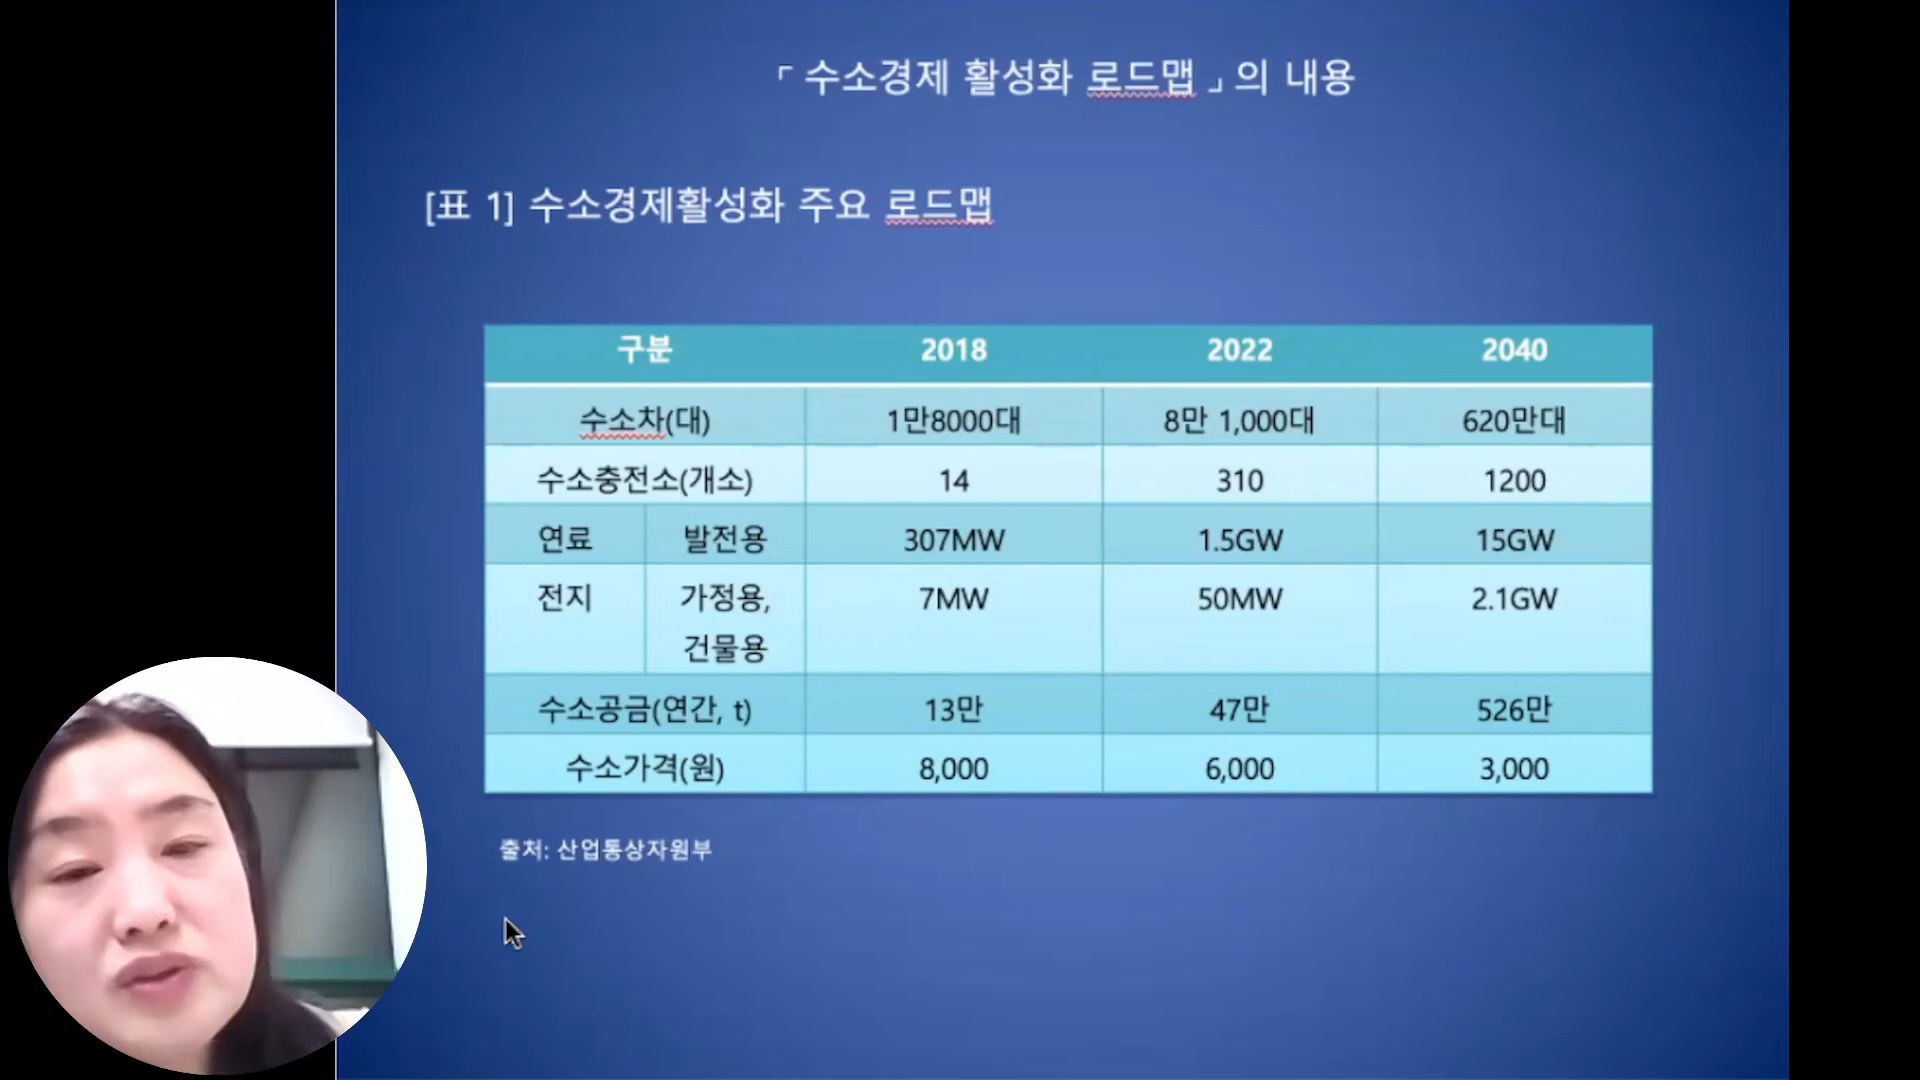 「 수소경제 활성화 로드맵 」의 내용
[표 1] 수소경제활성화 주요 로드맵
구분 2018 2022 2040
수소차(대) 1만8000대 8만 1,000대 620만대
수소충전소(개소) 14 310 1200
연료 발전용 307MW 1.5GW 15GW
전지 가정용, 7MW 50MW 2.1GW
건물용
수소공급(연간, t) 13만 47만 526만
수소가격(원) 8,000 6,000 3,000
출처: 산업통상자원부